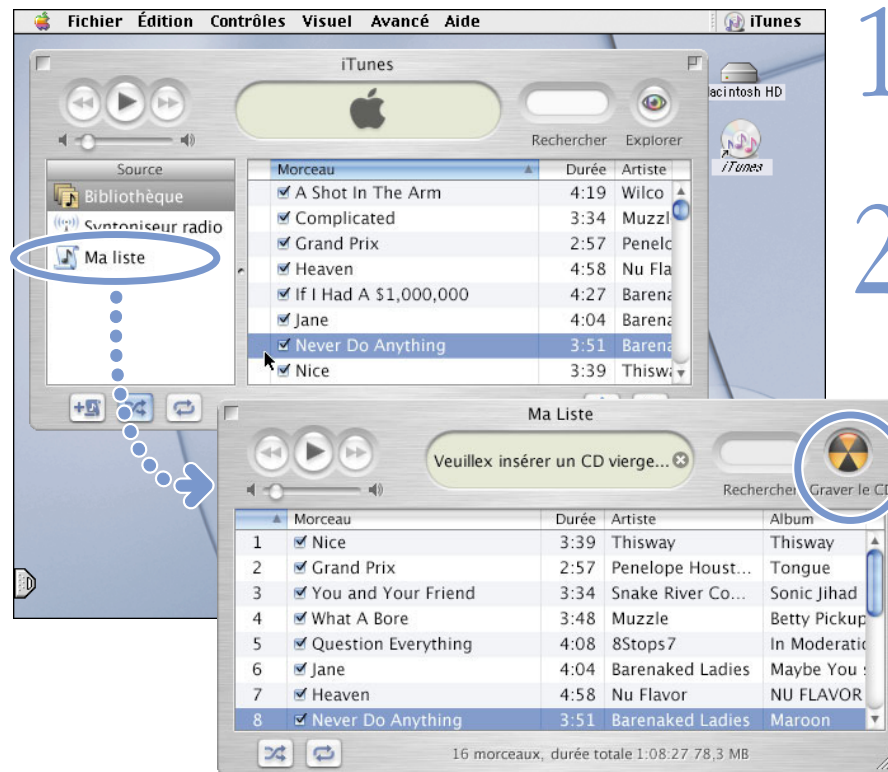 Fichier Édition Contrôles Visuel Avancé Aide iTunes
1
iTunes
acintosh HD
Rechercher Explorer
iTunes
2
Source
Bibliothèque
Syntoniseur radio
Ma liste
Morceau Durée Artiste
A Shot In The Arm 4:19 Wilco
Complicated 3:34 Muzzl
Grand Prix 2:57 Penelo
Heaven 4:58 Nu Fla
If I Had A $1,000,000 4:27 Barena
Jane 4:04 Barena
Never Do Anything 3:51 Barena
Nice 3:39 Thiswa
Ma Liste
Veuillex insérer un CD vierge...
Rechercher Graver le CD
Morceau Durée Artiste Album
1 Nice 3:39 Thisway Thisway
2 Grand Prix 2:57 Penelope Houst... Tongue
3 You and Your Friend 3:34 Snake River Co... Sonic Jihad
4 What A Bore 3:48 Muzzle Betty Pickup
5 Question Everything 4:08 8Stops7 In Moderatio
6 Jane 4:04 Barenaked Ladies Maybe You
7 Heaven 4:58 Nu Flavor NU FLAVOR
8 Never Do Anything 3:51 Barenaked Ladies Maroon
16 morceaux, durée totale 1:08:27 78,3 MB